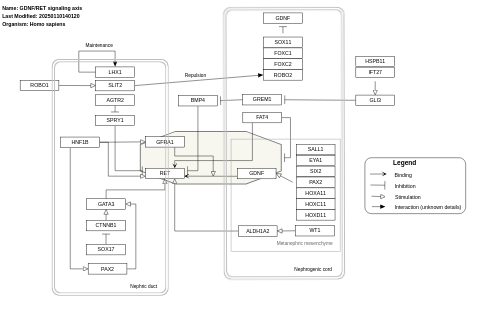 Name: GDNF/RET signaling axis
Last Modified: 20250110140120
Organism: Homo sapiens
GDNF
Maintenance
SOX11
FOXC1
HSPB11
FOXC2
LHX1
Repulsion
ROBO2
IFT27
ROBO1
SLIT2
AGTR2
BMP4
GREM1
GLI3
SPRY1
FAT4
HNF1B
GFRA1
SALL1
EYA1
Legend
RET
GDNF
SIX2
Binding
PAX2
Inhibition
HOXA11
Stimulation
GATA3
HOXC11
Interaction (unknown details)
HOXD11
CTNNB1
ALDH1A2
WT1
SOX17
Metanephric mesenchyme
PAX2
Nephrogenic cord
Nephric duct